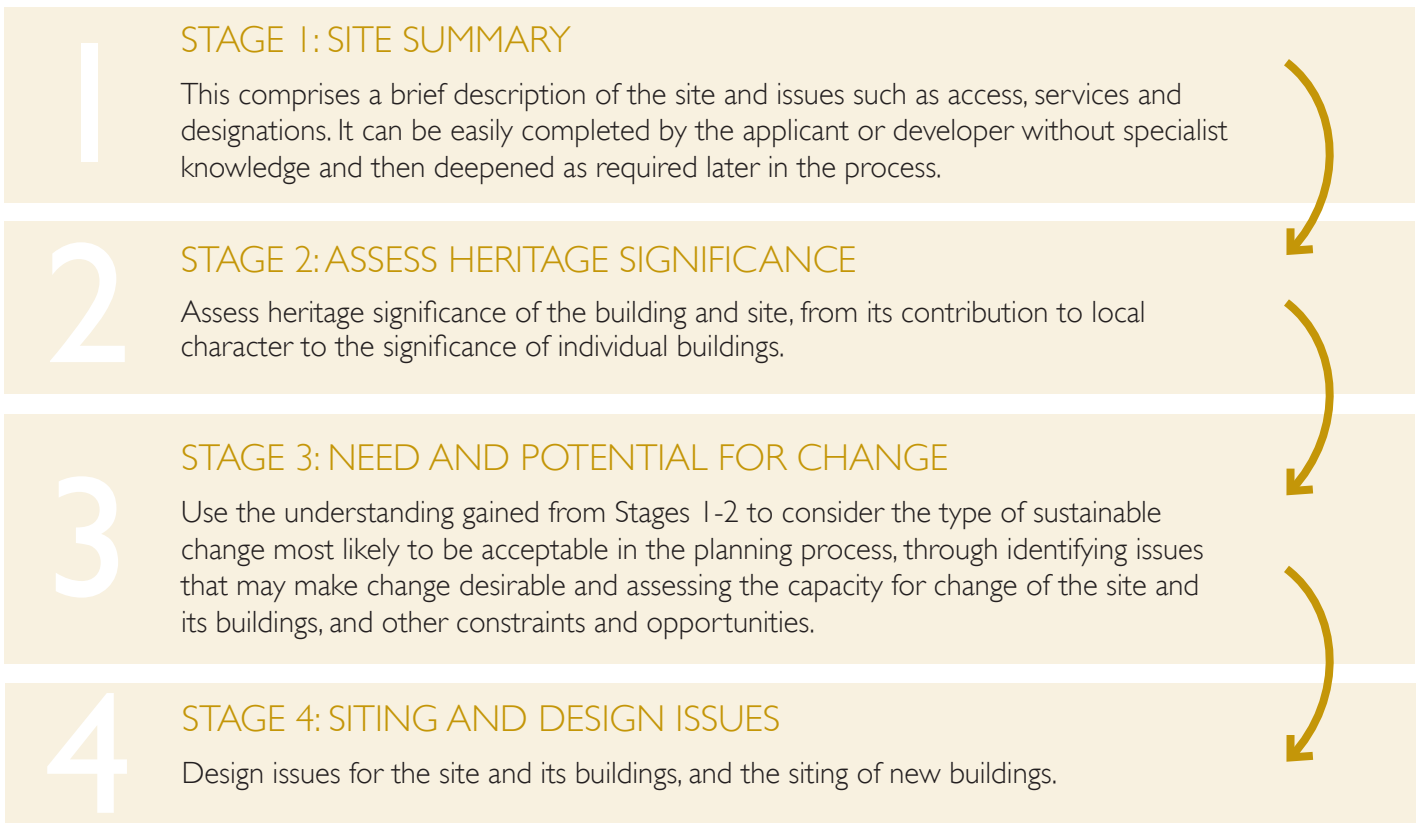 1
STAGE 1: SITE SUMMARY
This comprises a brief description of the site and issues such as access, services and
designations. It can be easily completed by the applicant or developer without specialist
knowledge and then deepened as required later in the process.
2
STAGE 2: ASSESS HERITAGE SIGNIFICANCE
Assess heritage significance of the building and site, from its contribution to local
character to the significance of individual buildings.
3
STAGE 3: NEED AND POTENTIAL FOR CHANGE
Use the understanding gained from Stages 1-2 to consider the type of sustainable
change most likely to be acceptable in the planning process, through identifying issues
that may make change desirable and assessing the capacity for change of the site and
its buildings, and other constraints and opportunities.
4
STAGE 4: SITING AND DESIGN ISSUES
Design issues for the site and its buildings, and the siting of new buildings.